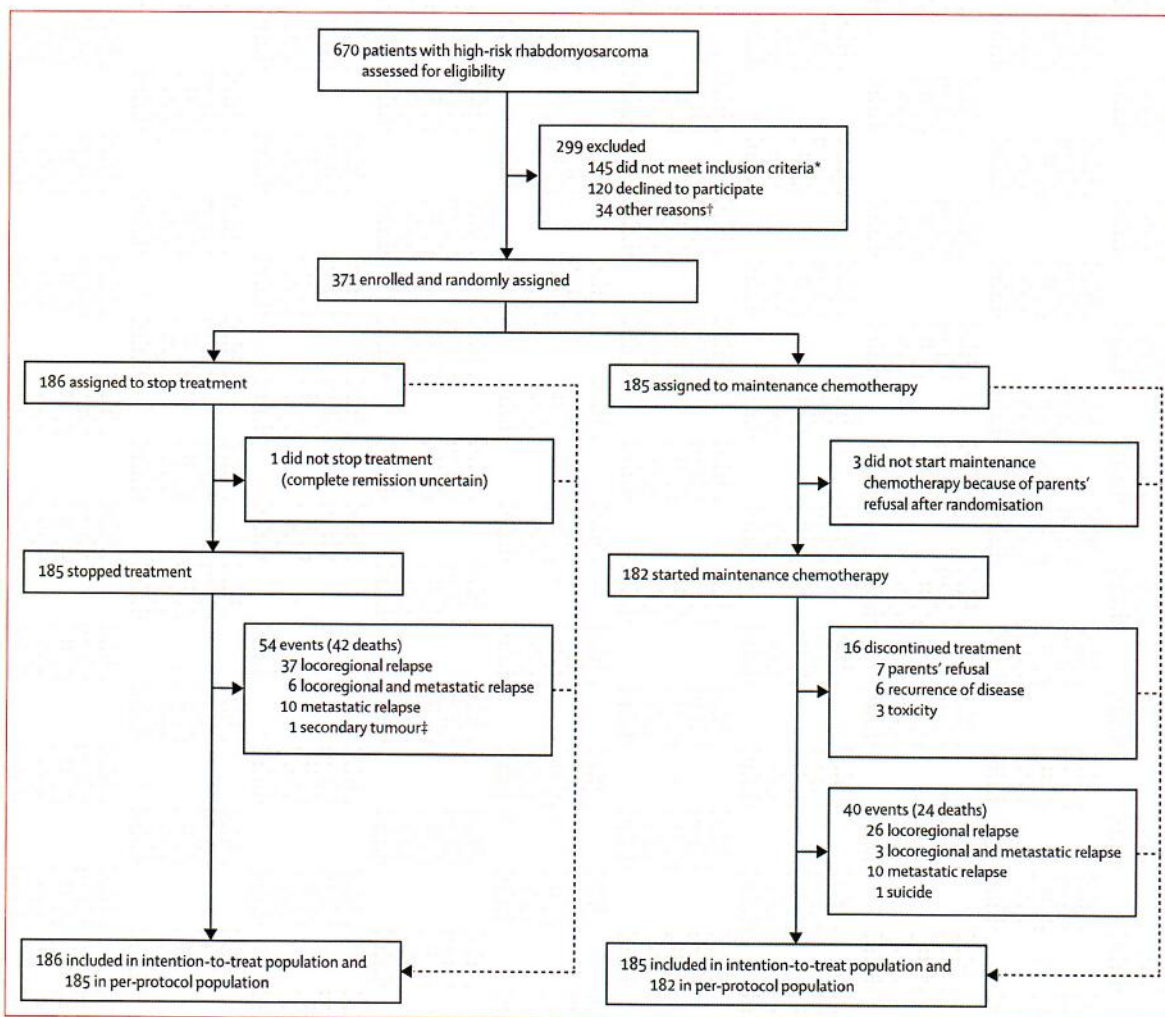 670 patients with high-risk rhabdomyosarcoma
assessed for eligibility
299 excluded
145 did not meet inclusion criteria*
120 declined to participate
34 other reasons†
371 enrolled and randomly assigned
186 assigned to stop treatment
1 did not stop treatment
(complete remission uncertain)
185 stopped treatment
54 events (42 deaths)
37 locoregional relapse
6 locoregional and metastatic relapse
10 metastatic relapse
1 secondary tumour‡
186 included in intention-to-treat population and
185 in per-protocol population
185 assigned to maintenance chemotherapy
3 did not start maintenance
chemotherapy because of parents'
refusal after randomisation
182 started maintenance chemotherapy
16 discontinued treatment
7 parents' refusal
6 recurrence of disease
3 toxicity
40 events (24 deaths)
26 locoregional relapse
3 locoregional and metastatic relapse
10 metastatic relapse
1 suicide
185 included in intention-to-treat population and
182 in per-protocol population